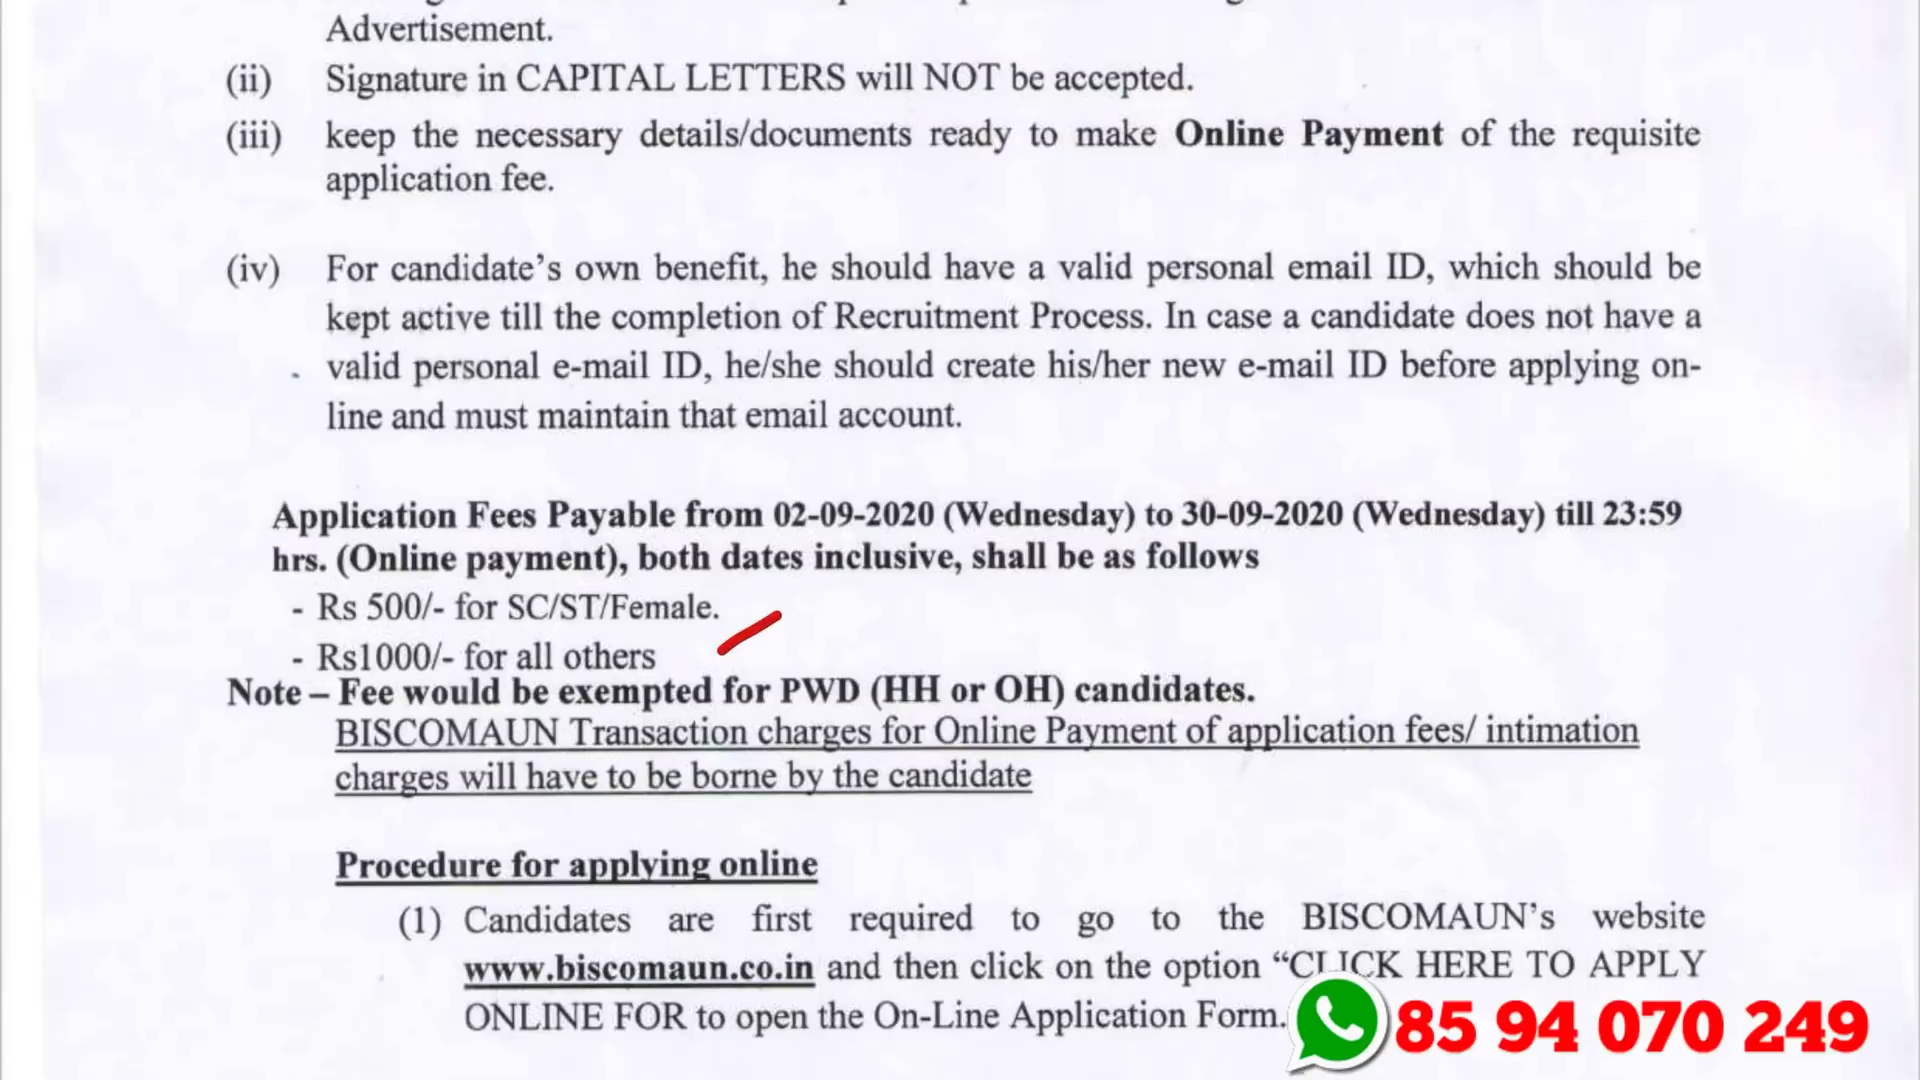 Advertisement.
(ii) Signature in CAPITAL LETTERS will NOT be accepted.
(iii) keep the necessary details/documents ready to make Online Payment of the requisite
application fee.
(iv) For candidate's own benefit, he should have a valid personal email ID, which should be
kept active till the completion of Recruitment Process. In case a candidate does not have a
valid personal e-mail ID, he/she should create his/her new e-mail ID before applying on-
line and must maintain that email account.
Application Fees Payable from 02-09-2020 (Wednesday) to 30-09-2020 (Wednesday) till 23:59
hrs. (Online payment), both dates inclusive, shall be as follows
- Rs 500/- for SC/ST/Female.
- Rs1000/- for all others
Note – Fee would be exempted for PWD (HH or OH) candidates.
BISCOMAUN Transaction charges for Online Payment of application fees/ intimation
charges will have to be borne by the candidate
Procedure for applying online
(1) Candidates are first required to go to the BISCOMAUN's website
www.biscomaun.co.in and then click on the option “CLICK HERE TO APPLY
ONLINE FOR to open the On-Line Application Form.
85 94 070 249